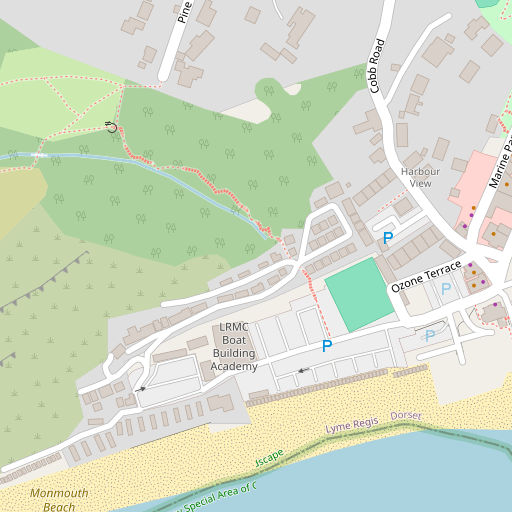 Pine
Cobb Road
Marine Pa
Harbour
View
P
Ozone Terrace
P
LRMC
Boat
Building
Academy
P
P
Lyme Regis
Dorset
Jscape
y Special Area of C
Monmouth
Beach